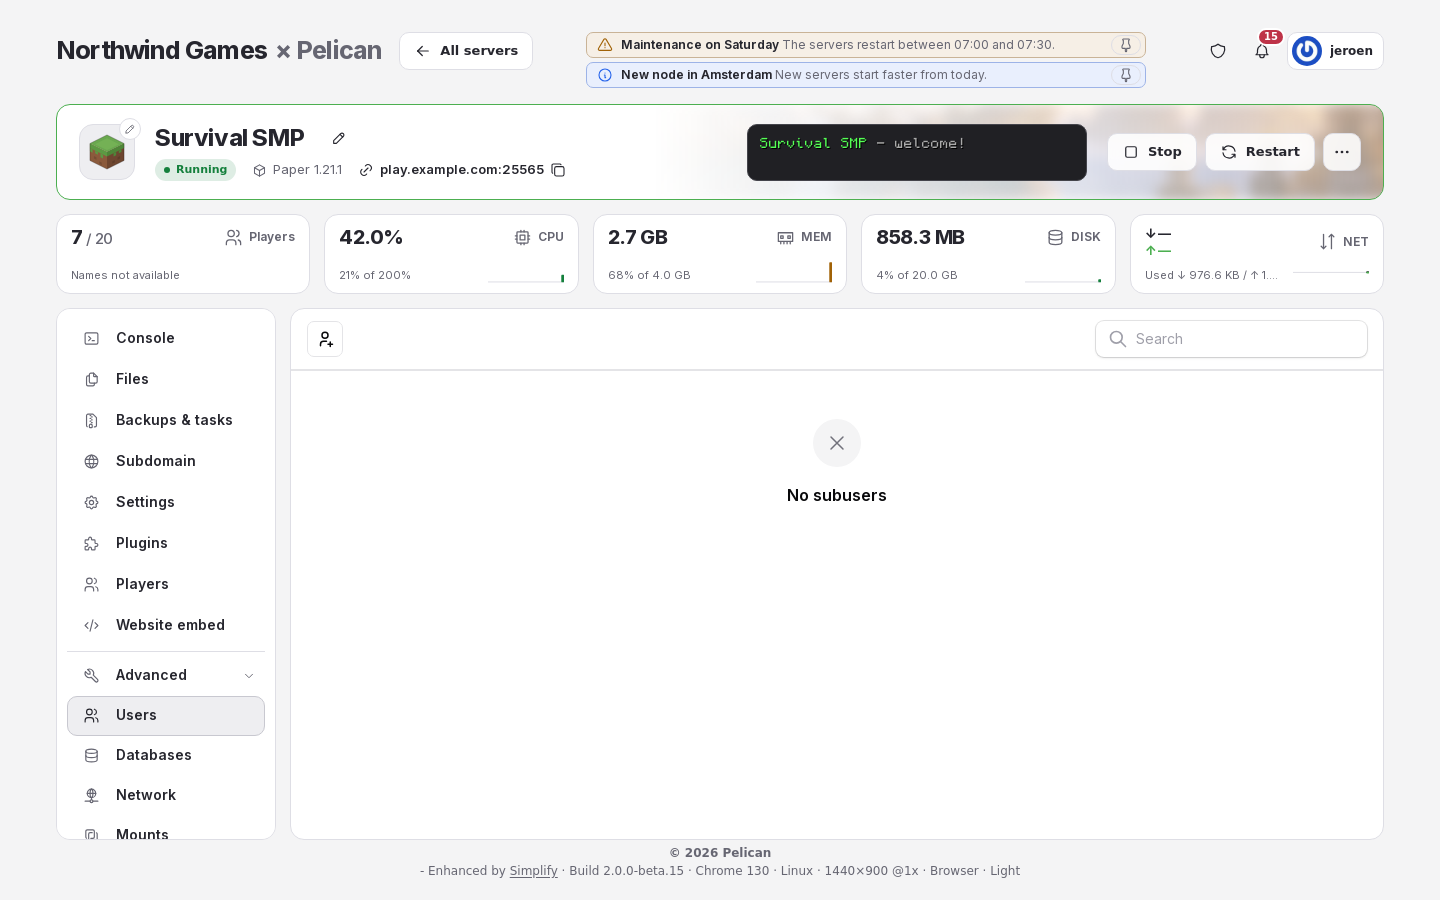 Northwind Games × Pelican
All servers
Maintenance on Saturday The servers restart between 07:00 and 07:30.
New node in Amsterdam New servers start faster from today.
15
jeroen
Survival SMP
Running
Paper 1.21.1
play.example.com:25565
Survival SMP - welcome!
Stop
Restart
7 / 20
Players
Names not available
42.0%
CPU
21% of 200%
2.7 GB
MEM
68% of 4.0 GB
858.3 MB
DISK
4% of 20.0 GB
↓—
↑—
NET
Used ↓ 976.6 KB / ↑ 1....
Console
Files
Backups & tasks
Subdomain
Settings
Plugins
Players
Website embed
Advanced
Users
Databases
Network
Mounts
Search
No subusers
© 2026 Pelican
- Enhanced by Simplify · Build 2.0.0-beta.15 · Chrome 130 · Linux · 1440×900 @1x · Browser · Light